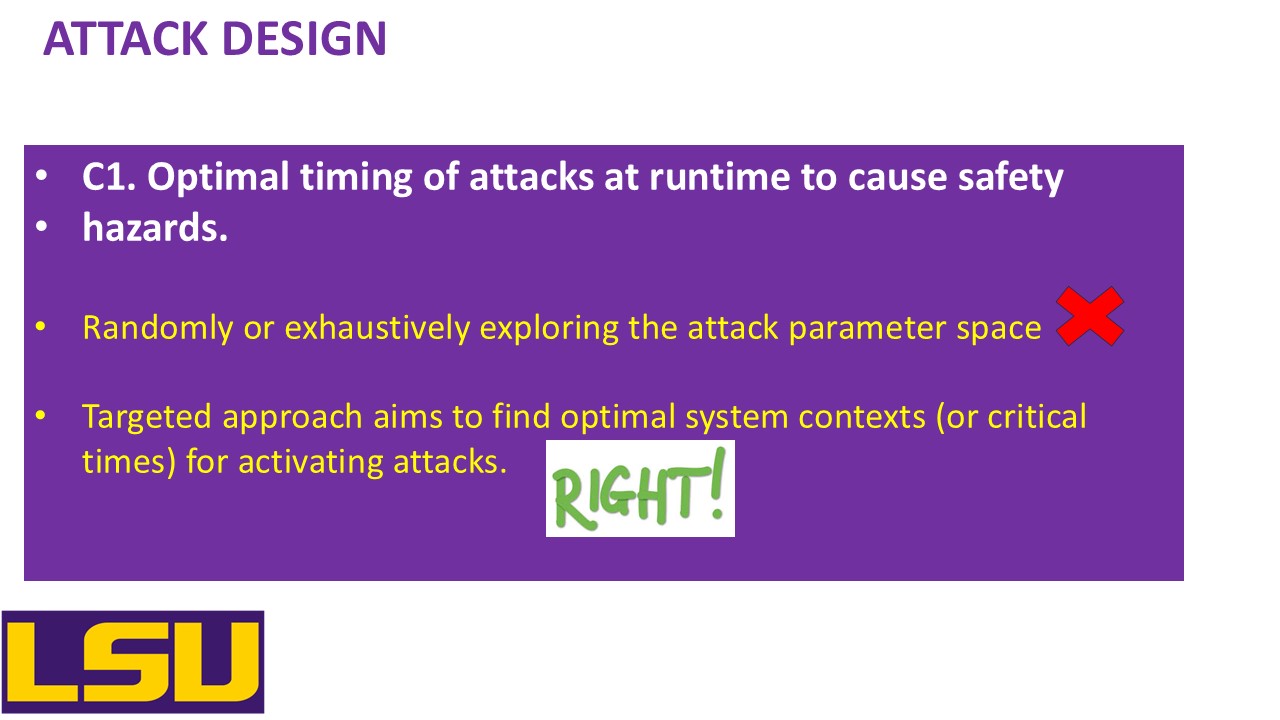 ATTACK DESIGN
• C1. Optimal timing of attacks at runtime to cause safety
• hazards.
• Randomly or exhaustively exploring the attack parameter space
• Targeted approach aims to find optimal system contexts (or critical
times) for activating attacks.
RIGHT!
LSU